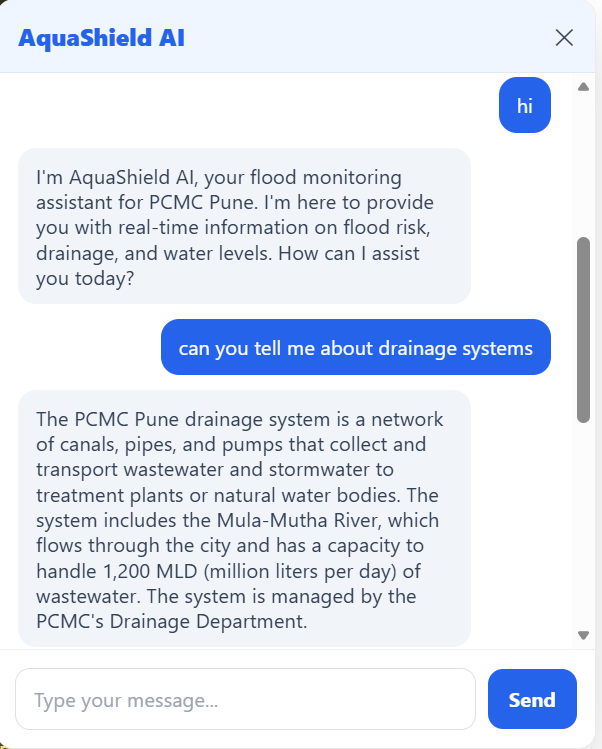 AquaShield AI
hi
I'm AquaShield AI, your flood monitoring
assistant for PCMC Pune. I'm here to provide
you with real-time information on flood risk,
drainage, and water levels. How can I assist
you today?
can you tell me about drainage systems
The PCMC Pune drainage system is a network
of canals, pipes, and pumps that collect and
transport wastewater and stormwater to
treatment plants or natural water bodies. The
system includes the Mula-Mutha River, which
flows through the city and has a capacity to
handle 1,200 MLD (million liters per day) of
wastewater. The system is managed by the
PCMC's Drainage Department.
Type your message...
Send